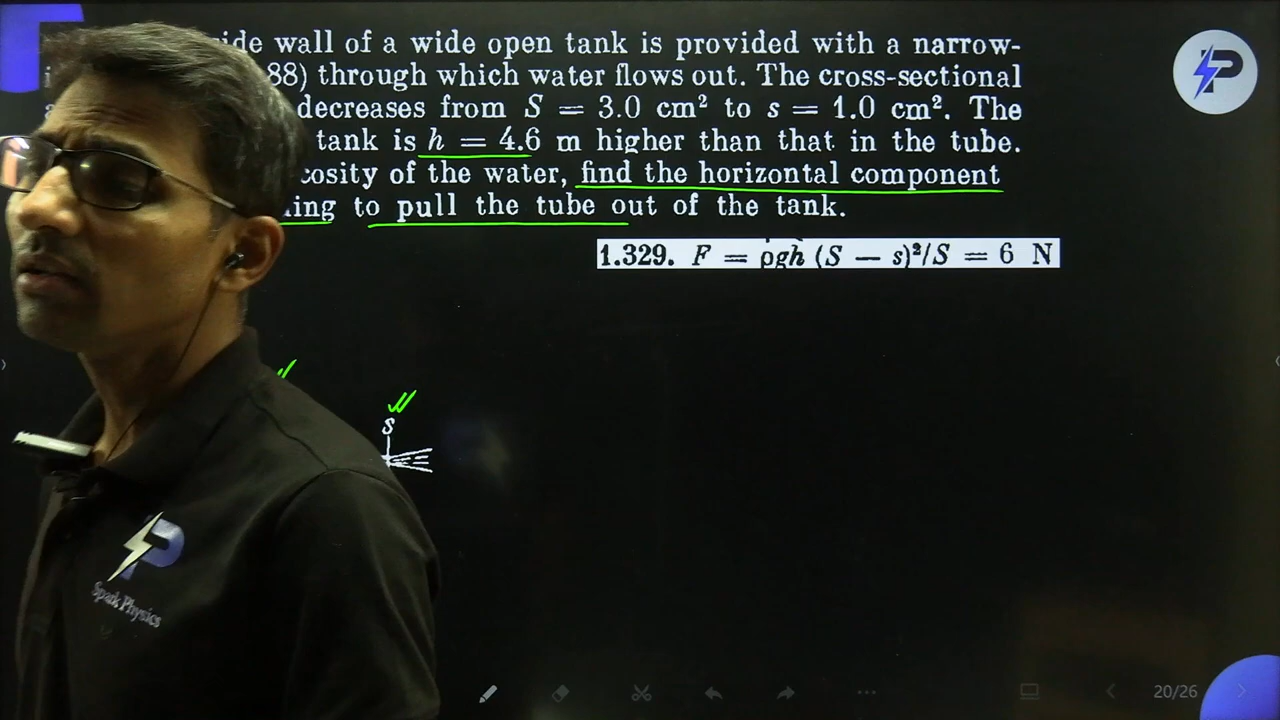 ide wall of a wide open tank is provided with a narrow-
88) through which water flows out. The cross-sectional
decreases from S = 3.0 cm² to s = 1.0 cm². The
tank is h = 4.6 m higher than that in the tube.
cosity of the water, find the horizontal component
ing to pull the tube out of the tank.
1.329. F = ρgh (S — s)²/S = 6 N
s
P
P
Spark Physics
20/26